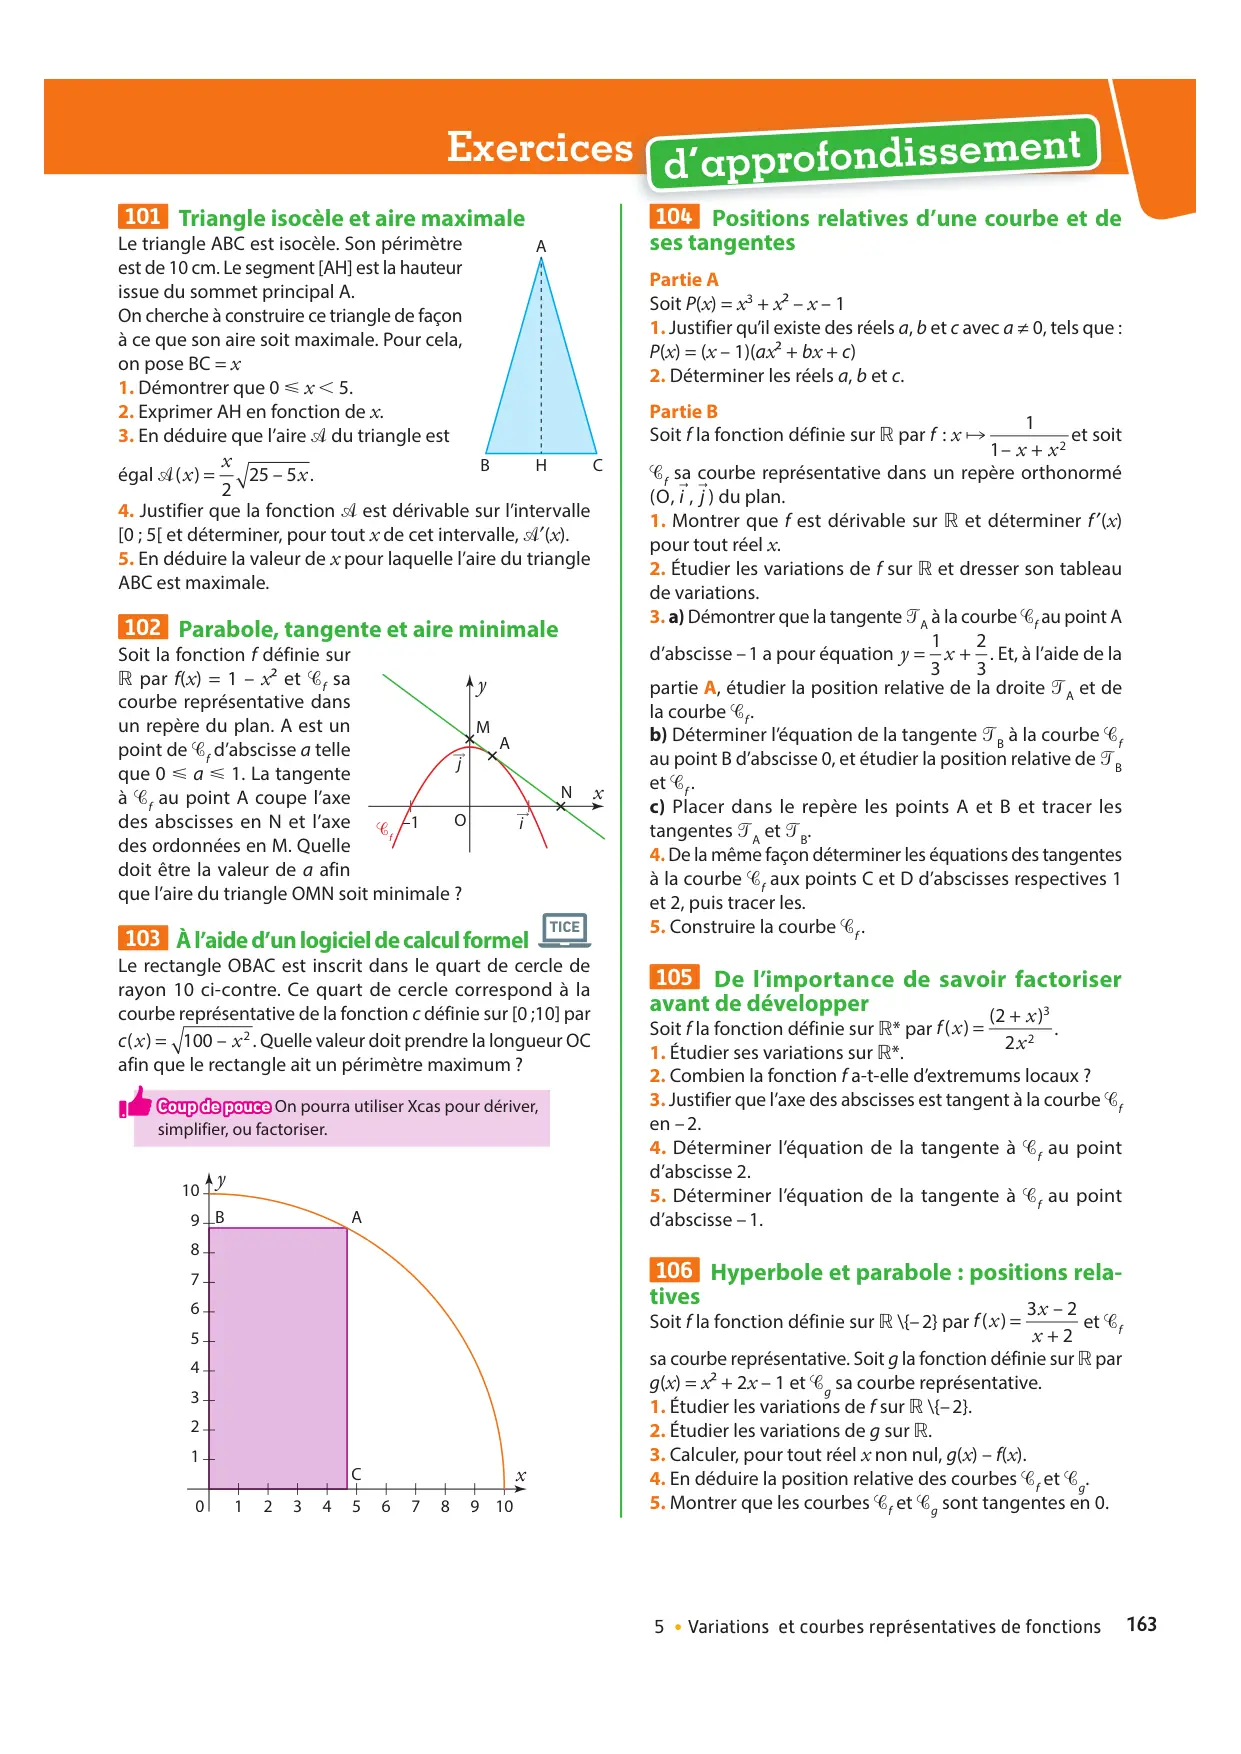 Exercices d’approfondissement
101 Triangle isocèle et aire maximale
Le triangle ABC est isocèle. Son périmètre
est de 10 cm. Le segment [AH] est la hauteur
issue du sommet principal A.
On cherche à construire ce triangle de façon
à ce que son aire soit maximale. Pour cela,
on pose BC = x
1. Démontrer que 0 ⩽ x < 5.
2. Exprimer AH en fonction de x.
3. En déduire que l’aire 𝒜 du triangle est
égal 𝒜(x) = x/2 √(25 – 5x).
4. Justifier que la fonction 𝒜 est dérivable sur l’intervalle
[0 ; 5[ et déterminer, pour tout x de cet intervalle, 𝒜′(x).
5. En déduire la valeur de x pour laquelle l’aire du triangle
ABC est maximale.
A
B H C
102 Parabole, tangente et aire minimale
Soit la fonction f définie sur
ℝ par f(x) = 1 – x² et 𝒞f sa
courbe représentative dans
un repère du plan. A est un
point de 𝒞f d’abscisse a telle
que 0 ⩽ a ⩽ 1. La tangente
à 𝒞f au point A coupe l’axe
des abscisses en N et l’axe
des ordonnées en M. Quelle
doit être la valeur de a afin
que l’aire du triangle OMN soit minimale ?
y
M
A
j
N x
𝒞f –1 O i
103 À l’aide d’un logiciel de calcul formel TICE
Le rectangle OBAC est inscrit dans le quart de cercle de
rayon 10 ci-contre. Ce quart de cercle correspond à la
courbe représentative de la fonction c définie sur [0 ;10] par
c(x) = √(100 – x²). Quelle valeur doit prendre la longueur OC
afin que le rectangle ait un périmètre maximum ?
Coup de pouce On pourra utiliser Xcas pour dériver,
simplifier, ou factoriser.
y
10
9 B A
8
7
6
5
4
3
2
1
C x
0 1 2 3 4 5 6 7 8 9 10
104 Positions relatives d’une courbe et de
ses tangentes
Partie A
Soit P(x) = x³ + x² – x – 1
1. Justifier qu’il existe des réels a, b et c avec a ≠ 0, tels que :
P(x) = (x – 1)(ax² + bx + c)
2. Déterminer les réels a, b et c.
Partie B
Soit f la fonction définie sur ℝ par f : x ↦ 1/(1 – x + x²) et soit
𝒞f sa courbe représentative dans un repère orthonormé
(O, i⃗, j⃗) du plan.
1. Montrer que f est dérivable sur ℝ et déterminer f′(x)
pour tout réel x.
2. Étudier les variations de f sur ℝ et dresser son tableau
de variations.
3. a) Démontrer que la tangente 𝒯A à la courbe 𝒞f au point A
d’abscisse – 1 a pour équation y = 1/3 x + 2/3. Et, à l’aide de la
partie A, étudier la position relative de la droite 𝒯A et de
la courbe 𝒞f.
b) Déterminer l’équation de la tangente 𝒯B à la courbe 𝒞f
au point B d’abscisse 0, et étudier la position relative de 𝒯B
et 𝒞f.
c) Placer dans le repère les points A et B et tracer les
tangentes 𝒯A et 𝒯B.
4. De la même façon déterminer les équations des tangentes
à la courbe 𝒞f aux points C et D d’abscisses respectives 1
et 2, puis tracer les.
5. Construire la courbe 𝒞f.
105 De l’importance de savoir factoriser
avant de développer
Soit f la fonction définie sur ℝ* par f(x) = (2 + x)³/2x².
1. Étudier ses variations sur ℝ*.
2. Combien la fonction f a-t-elle d’extremums locaux ?
3. Justifier que l’axe des abscisses est tangent à la courbe 𝒞f
en – 2.
4. Déterminer l’équation de la tangente à 𝒞f au point
d’abscisse 2.
5. Déterminer l’équation de la tangente à 𝒞f au point
d’abscisse – 1.
106 Hyperbole et parabole : positions rela-
tives
Soit f la fonction définie sur ℝ \{– 2} par f(x) = (3x – 2)/(x + 2) et 𝒞f
sa courbe représentative. Soit g la fonction définie sur ℝ par
g(x) = x² + 2x – 1 et 𝒞g sa courbe représentative.
1. Étudier les variations de f sur ℝ \{– 2}.
2. Étudier les variations de g sur ℝ.
3. Calculer, pour tout réel x non nul, g(x) – f(x).
4. En déduire la position relative des courbes 𝒞f et 𝒞g.
5. Montrer que les courbes 𝒞f et 𝒞g sont tangentes en 0.
5 • Variations et courbes représentatives de fonctions 163